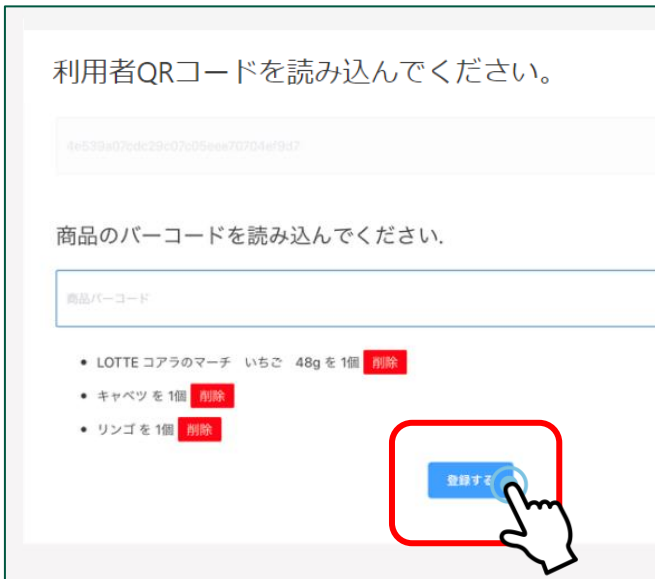 利用者QRコードを読み込んでください。
商品のバーコードを読み込んでください.
商品バーコード
LOTTE コアラのマーチ　いちご　48g を 1個 削除
キャベツ を 1個 削除
リンゴ を 1個 削除
登録する